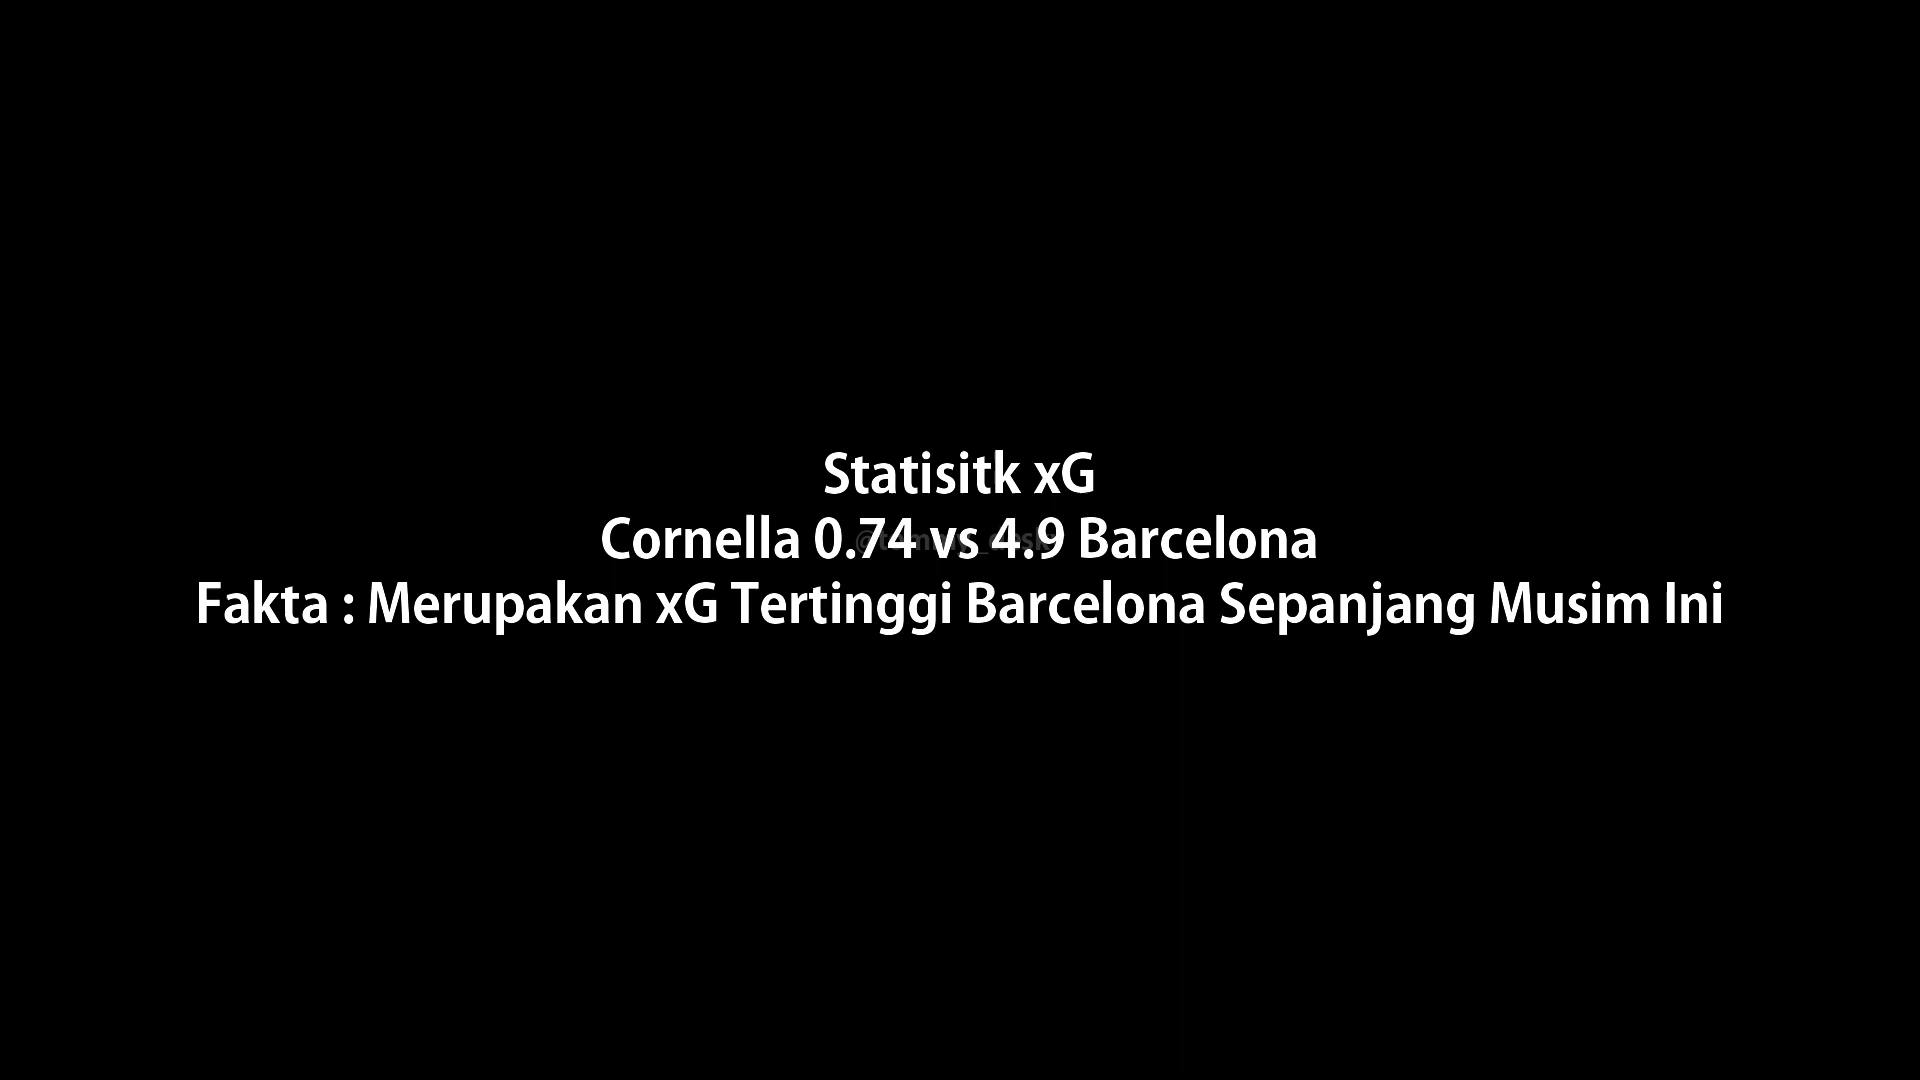 Statisitk xG
Cornella 0.74 vs 4.9 Barcelona
Fakta : Merupakan xG Tertinggi Barcelona Sepanjang Musim Ini